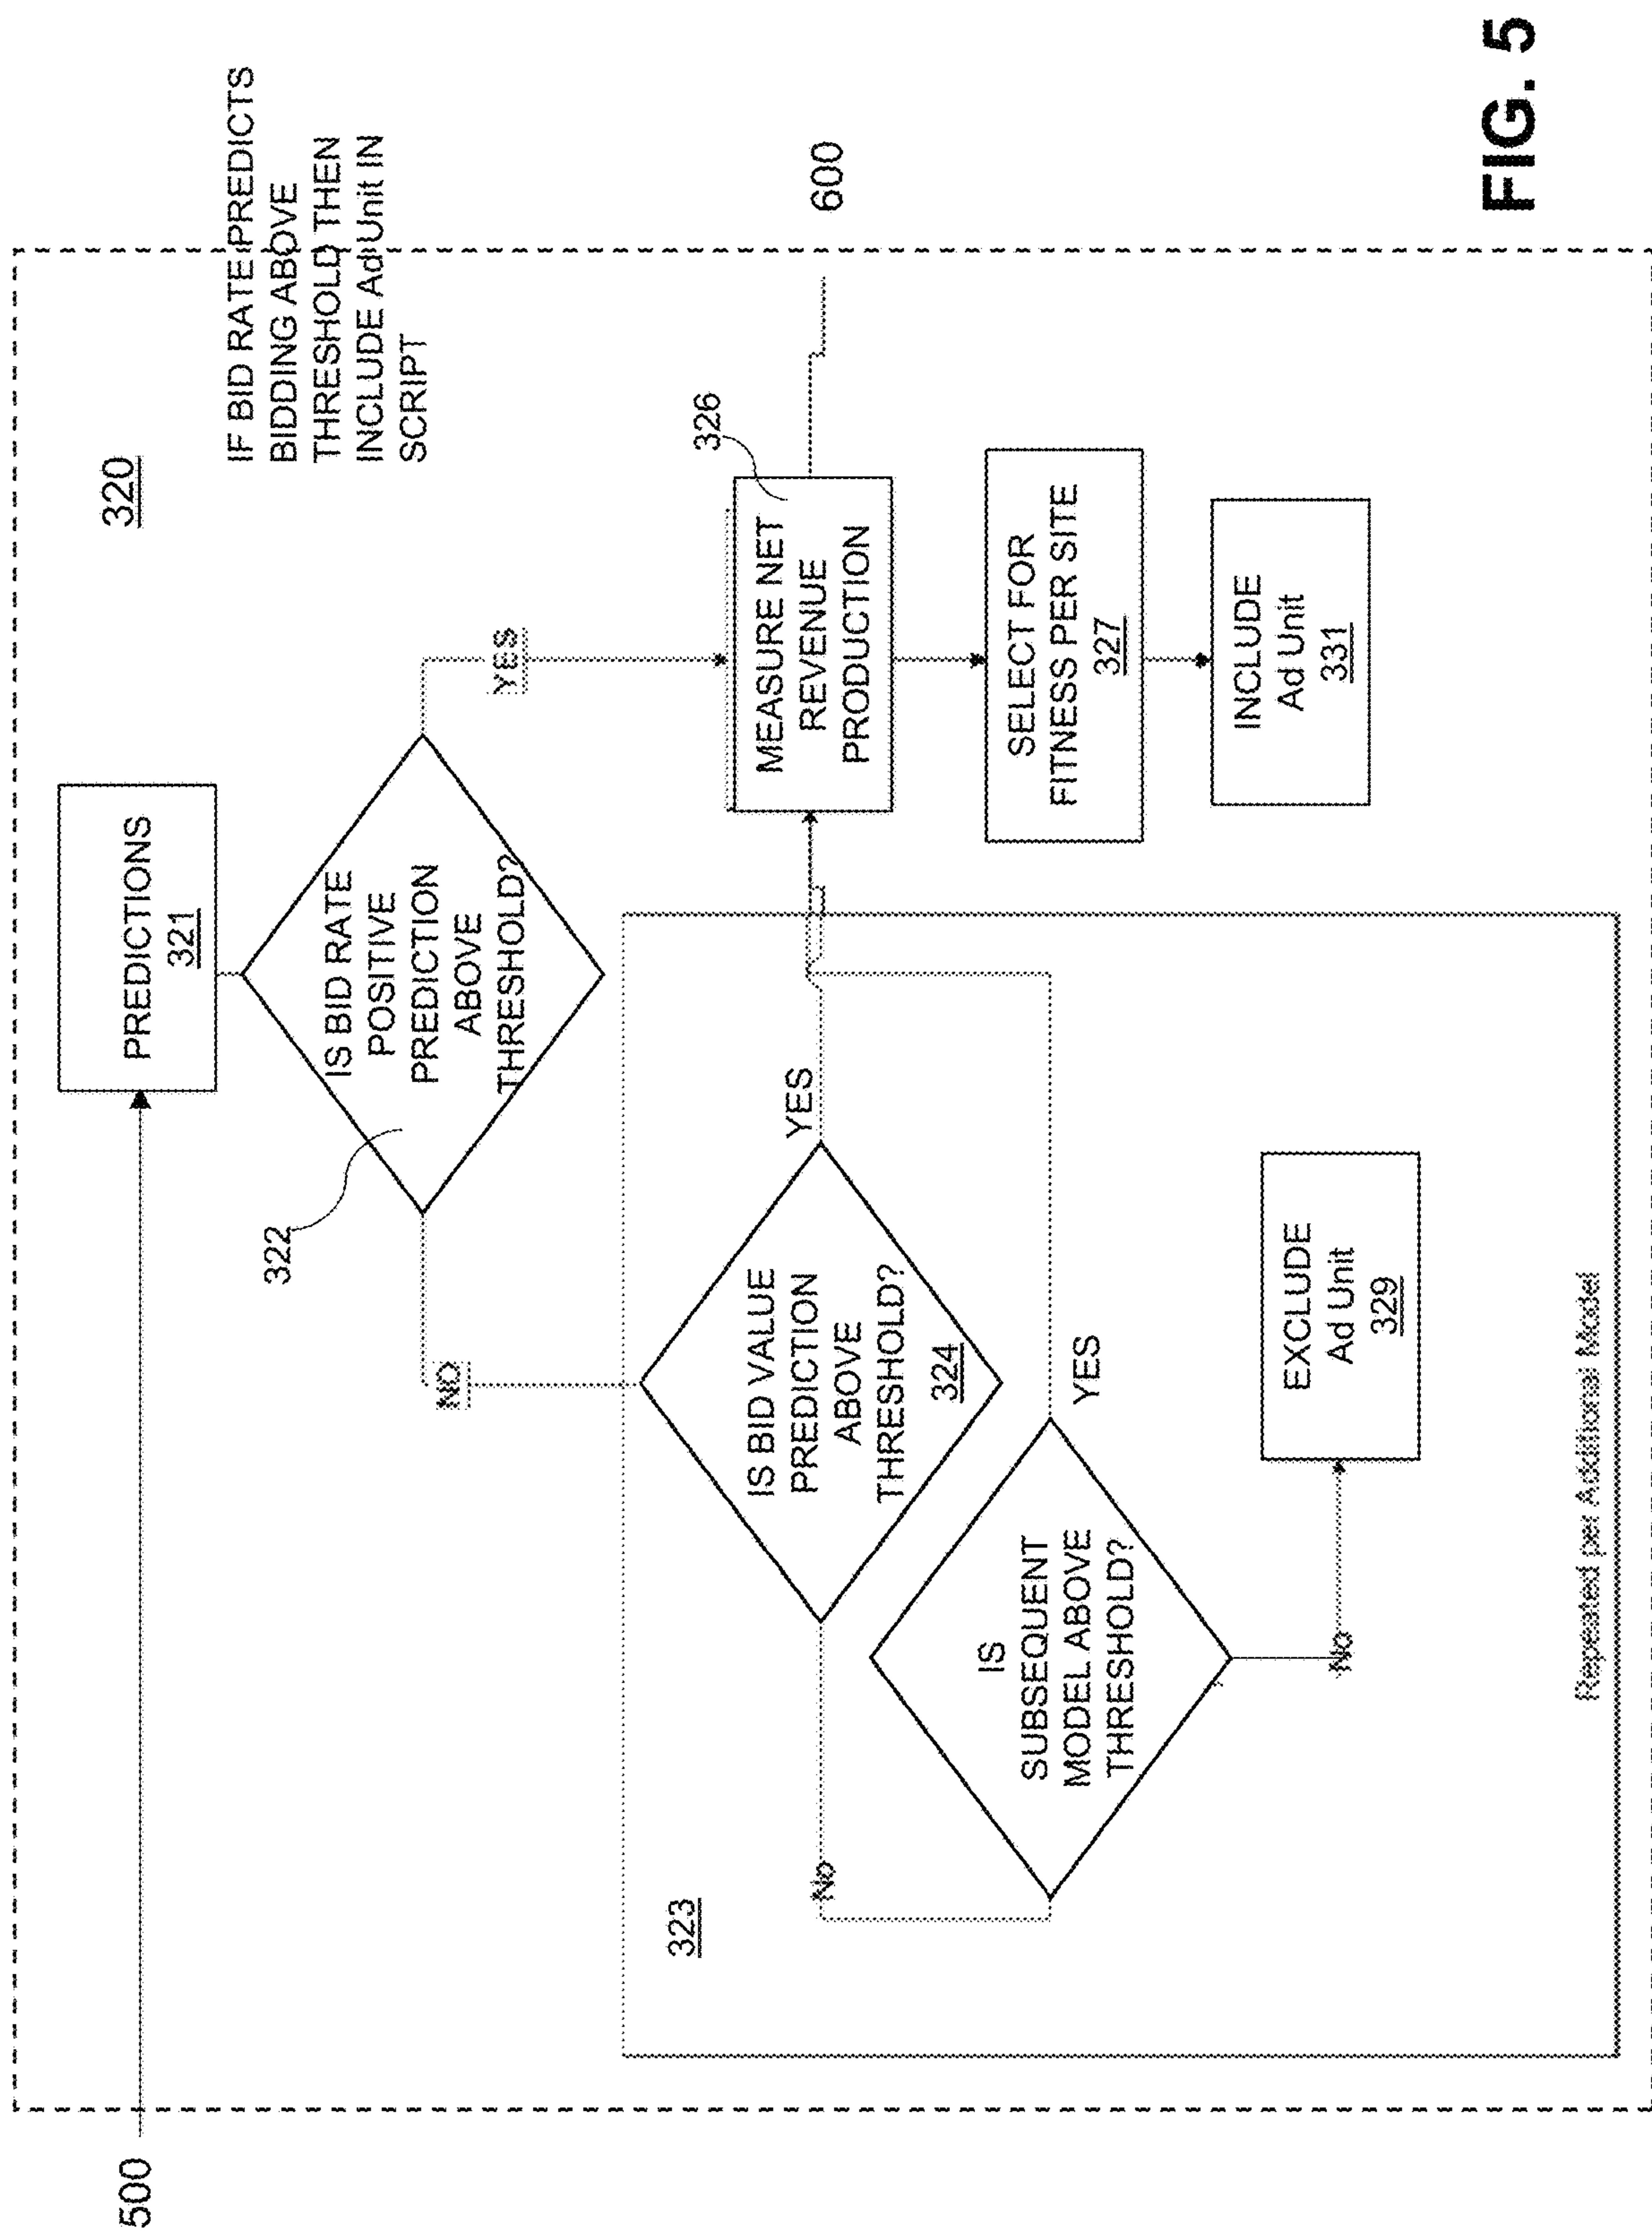 500
320
IF BID RATE PREDICTS
BIDDING ABOVE
THRESHOLD THEN
INCLUDE Ad Unit IN
SCRIPT
PREDICTIONS
321
322
IS BID RATE
POSITIVE
PREDICTION
ABOVE
THRESHOLD?
NO
YES
323
IS BID VALUE
PREDICTION
ABOVE
THRESHOLD?
324
YES
No
IS
SUBSEQUENT
MODEL ABOVE
THRESHOLD?
YES
No
EXCLUDE
Ad Unit
329
Repeated per Additional Model
326
MEASURE NET
REVENUE
PRODUCTION
600
SELECT FOR
FITNESS PER SITE
327
INCLUDE
Ad Unit
331
FIG. 5